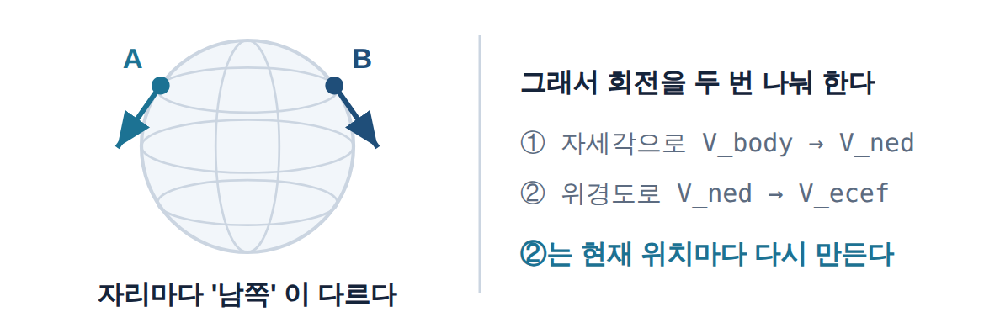 A
B
자리마다 '남쪽' 이 다르다
그래서 회전을 두 번 나눠 한다
① 자세각으로 V_body → V_ned
② 위경도로 V_ned → V_ecef
②는 현재 위치마다 다시 만든다